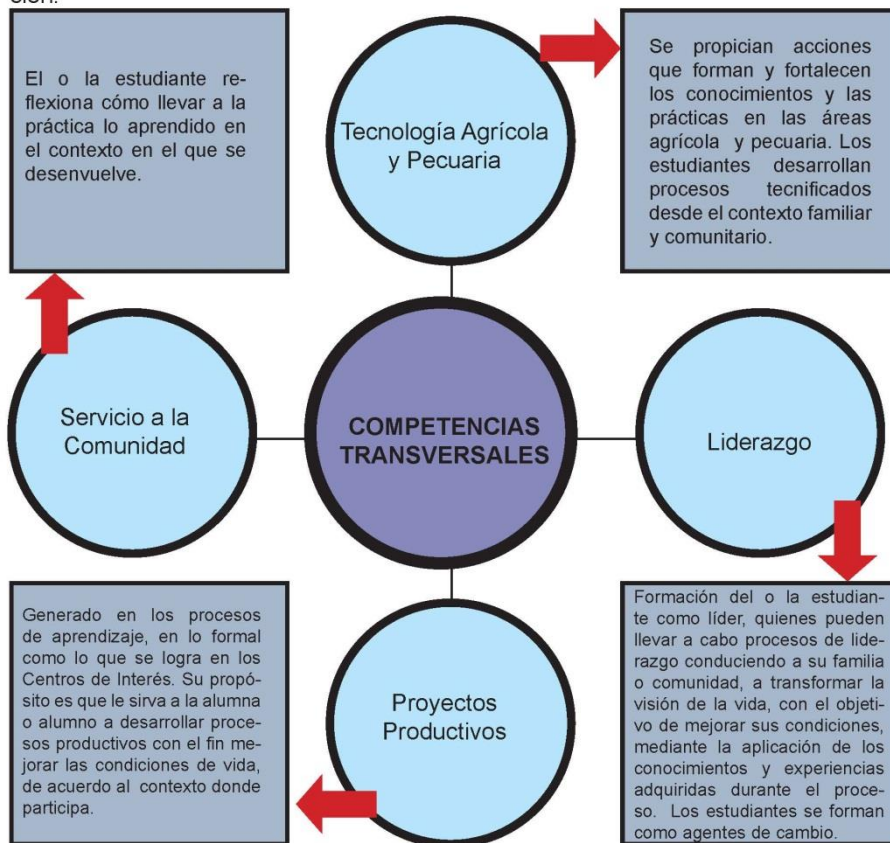 sión.
El o la estudiante re-
flexiona cómo llevar a la
práctica lo aprendido en
el contexto en el que se
desenvuelve.
Tecnología Agrícola
y Pecuaria
Se propician acciones
que forman y fortalecen
los conocimientos y las
prácticas en las áreas
agrícola y pecuaria. Los
estudiantes desarrollan
procesos tecnificados
desde el contexto familiar
y comunitario.
Servicio a la
Comunidad
COMPETENCIAS
TRANSVERSALES
Liderazgo
Generado en los procesos
de aprendizaje, en lo formal
como lo que se logra en los
Centros de Interés. Su propó-
sito es que le sirva a la alumna
o alumno a desarrollar proce-
sos productivos con el fin me-
jorar las condiciones de vida,
de acuerdo al contexto donde
participa.
Proyectos
Productivos
Formación del o la estudian-
te como líder, quienes pueden
llevar a cabo procesos de lide-
razgo conduciendo a su familia
o comunidad, a transformar la
visión de la vida, con el objeti-
vo de mejorar sus condiciones,
mediante la aplicación de los
conocimientos y experiencias
adquiridas durante el proce-
so. Los estudiantes se forman
como agentes de cambio.